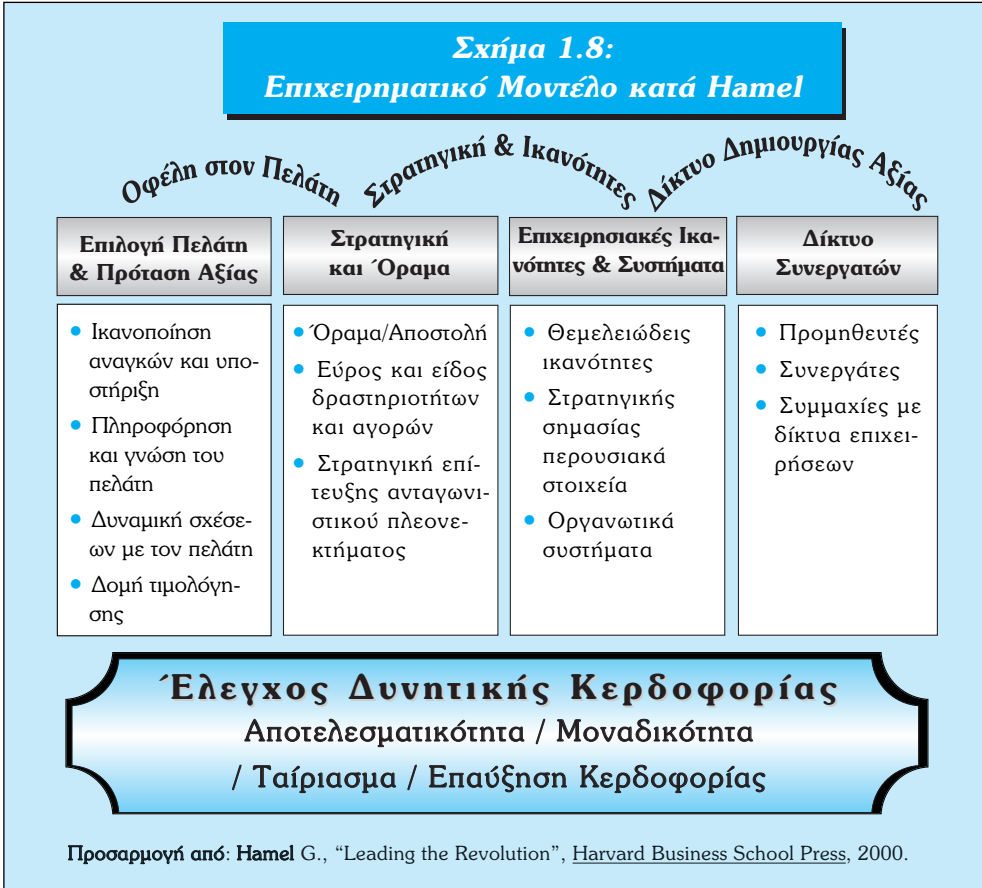 Σχήμα 1.8:
Επιχειρηματικό Μοντέλο κατά Hamel
Οφέλη στον Πελάτη
Στρατηγική & Ικανότητες
Δίκτυο Δημιουργίας Αξίας
Επιλογή Πελάτη
& Πρόταση Αξίας
Στρατηγική
και Όραμα
Επιχειρησιακές Ικα-
νότητες & Συστήματα
Δίκτυο
Συνεργατών
• Ικανοποίηση
αναγκών και υπο-
στήριξη
• Πληροφόρηση
και γνώση του
πελάτη
• Δυναμική σχέσε-
ων με τον πελάτη
• Δομή τιμολόγη-
σης
• Όραμα/Αποστολή
• Εύρος και είδος
δραστηριοτήτων
και αγορών
• Στρατηγική επί-
τευξης ανταγωνι-
στικού πλεονε-
κτήματος
• Θεμελειώδεις
ικανότητες
• Στρατηγικής
σημασίας
περουσιακά
στοιχεία
• Οργανωτικά
συστήματα
• Προμηθευτές
• Συνεργάτες
• Συμμαχίες με
δίκτυα επιχει-
ρήσεων
Έλεγχος Δυνητικής Κερδοφορίας
Αποτελεσματικότητα / Μοναδικότητα
/ Ταίριασμα / Επαύξηση Κερδοφορίας
Προσαρμογή από: Hamel G., “Leading the Revolution”, Harvard Business School Press, 2000.